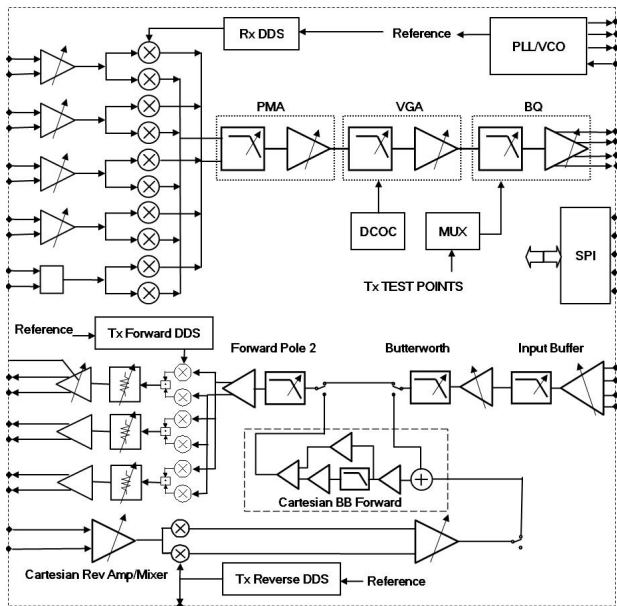 Rx DDS
Reference
PLL/VCO
PMA
VGA
BQ
DCOC
MUX
Tx TEST POINTS
SPI
Reference
Tx Forward DDS
Forward Pole 2
Butterworth
Input Buffer
Cartesian BB Forward
Cartesian Rev Amp/Mixer
Tx Reverse DDS
Reference